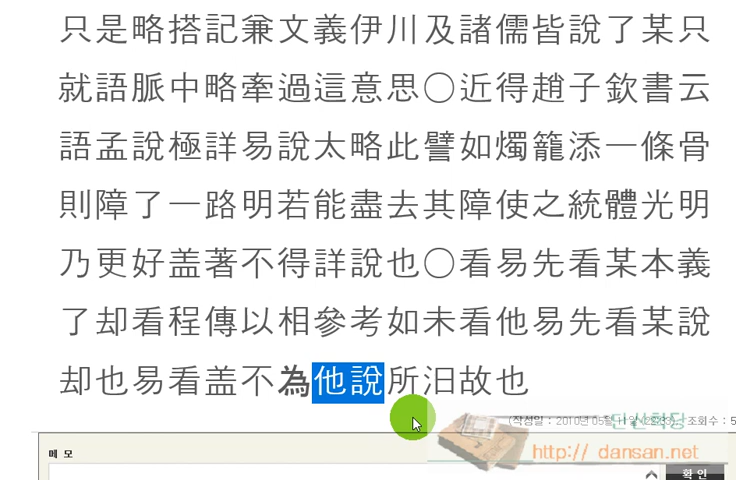 只是略搭記兼文義伊川及諸儒皆說了某只
就語脈中略牽過這意思○近得趙子欽書云
語孟說極詳易說太略此譬如燭籠添一條骨
則障了一路明若能盡去其障使之統體光明
乃更好盖著不得詳說也○看易先看某本義
了却看程傳以相參考如未看他易先看某說
却也易看盖不為他說所汨故也
조회수 : 5
http://dansan.net
메 모
확 인